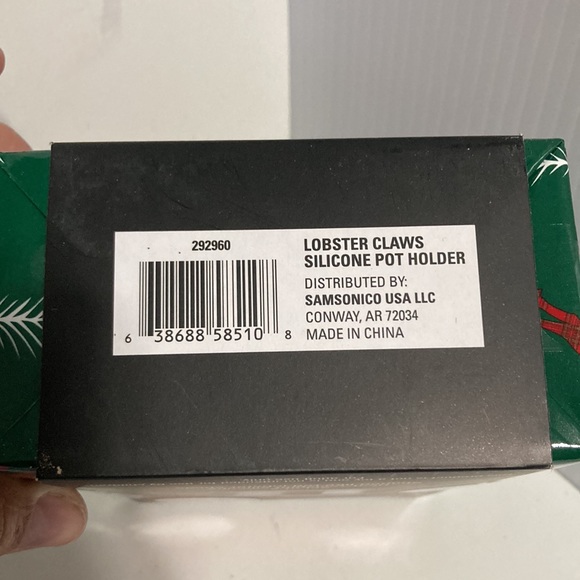 292960
6 38688 58510 8
LOBSTER CLAWS
SILICONE POT HOLDER
DISTRIBUTED BY:
SAMSONICO USA LLC
CONWAY, AR 72034
MADE IN CHINA